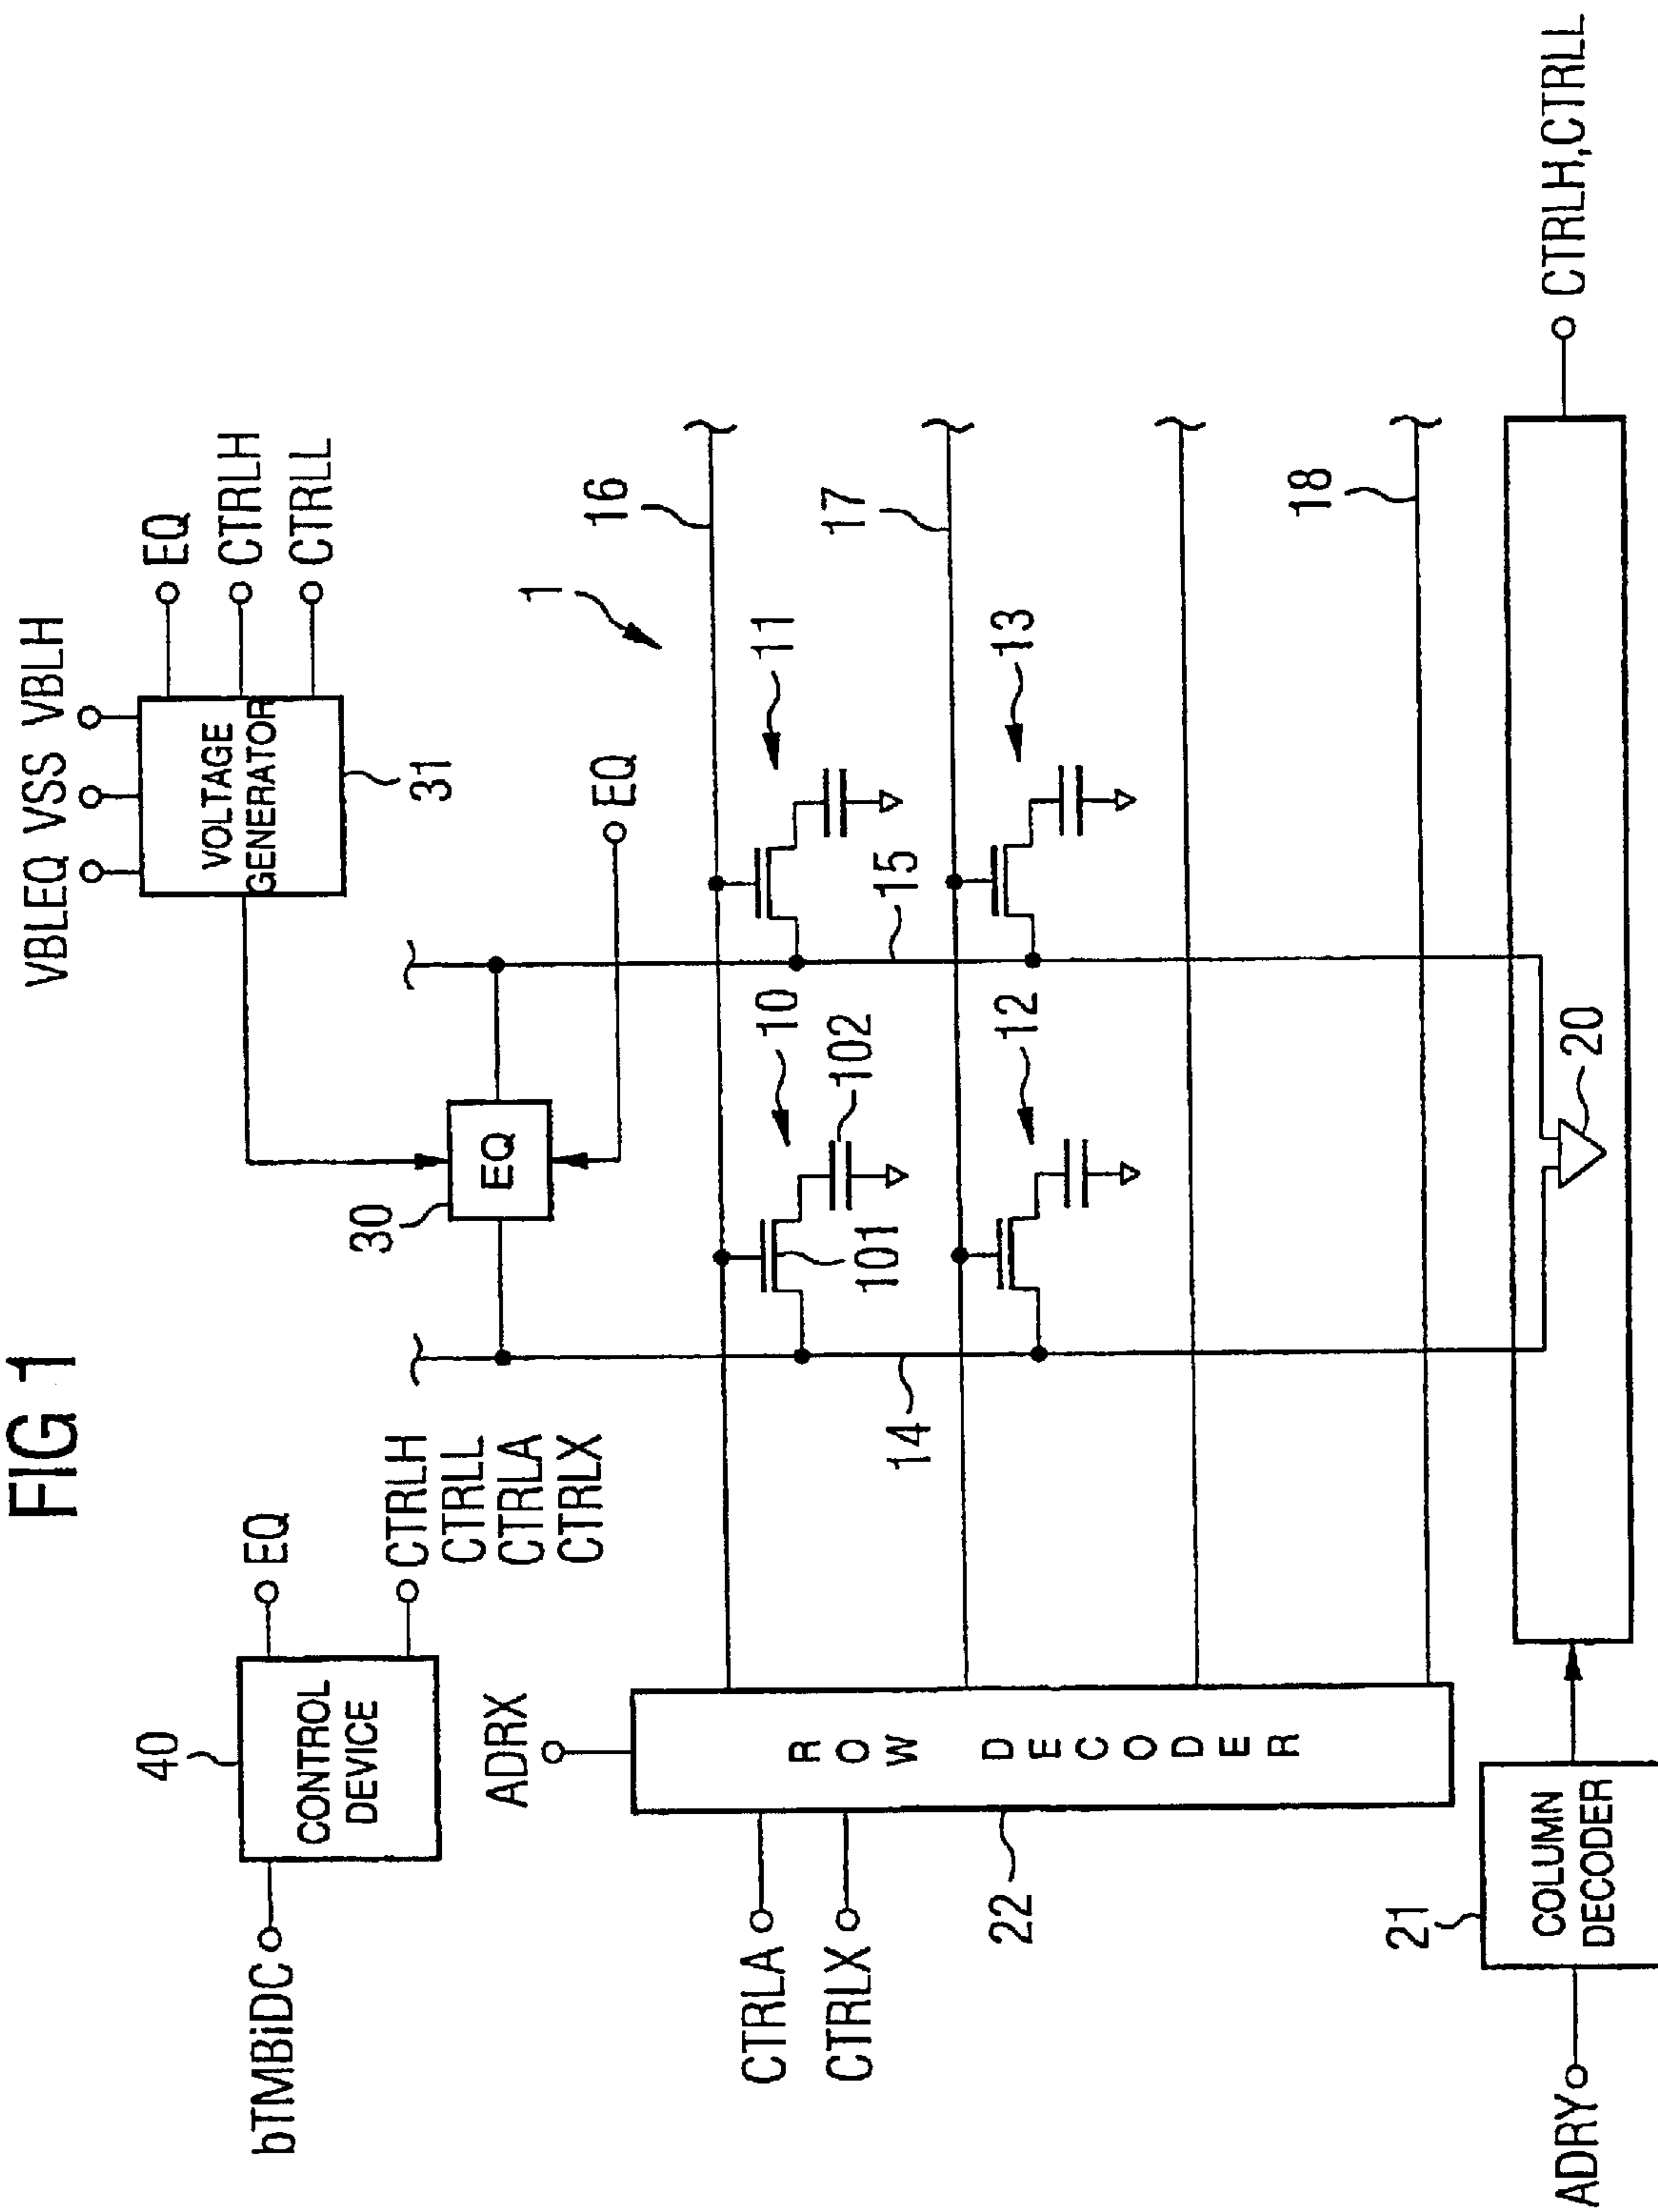 FIG 1
VBLEQ VSS VBLH
bTMBiDC
40
CONTROL
DEVICE
EQ
CTRLH
CTRLL
CTRLA
CTRLX
VOLTAGE
GENERATOR
31
EQ
CTRLH
CTRLL
30
EQ
EQ
1
ADRX
CTRLA
CTRLX
ROW DECODER
22
16
10
11
101
102
14
15
17
12
13
18
21
ADRY
COLUMN
DECODER
20
CTRLH,CTRLL